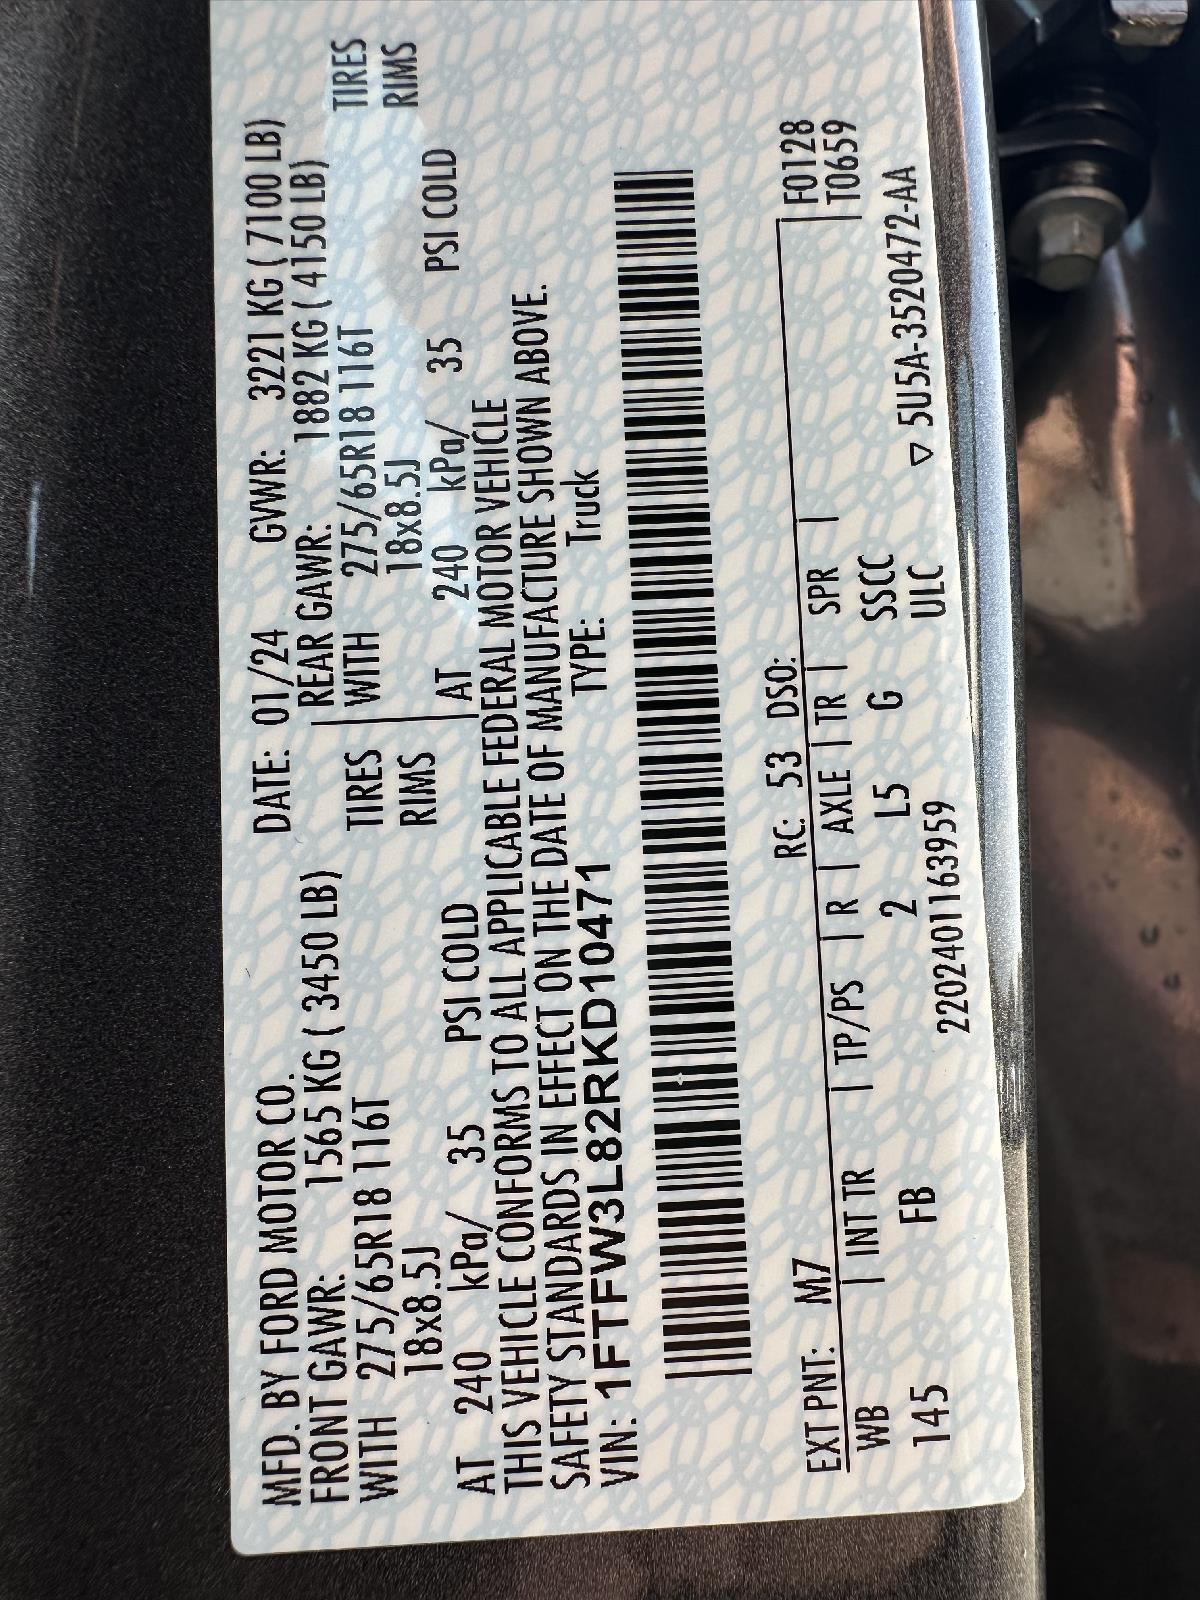 MFD. BY FORD MOTOR CO. DATE: 01/24 GVWR: 3221 KG ( 7100 LB)
FRONT GAWR: 1565 KG ( 3450 LB) REAR GAWR: 1882 KG ( 4150 LB)
WITH 275/65R18 116T TIRES WITH 275/65R18 116T TIRES
18x8.5J RIMS 18x8.5J RIMS
AT 240 kPa/ 35 PSI COLD AT 240 kPa/ 35 PSI COLD
THIS VEHICLE CONFORMS TO ALL APPLICABLE FEDERAL MOTOR VEHICLE
SAFETY STANDARDS IN EFFECT ON THE DATE OF MANUFACTURE SHOWN ABOVE.
VIN: 1FTFW3L82RKD10471 TYPE: Truck
EXT PNT: M7 RC: 53 DSO: F0128
WB INT TR TP/PS R AXLE TR SPR T0659
145 FB 2 L5 G SSCC
2202401163959 ULC ▽ 5U5A-3520472-AA